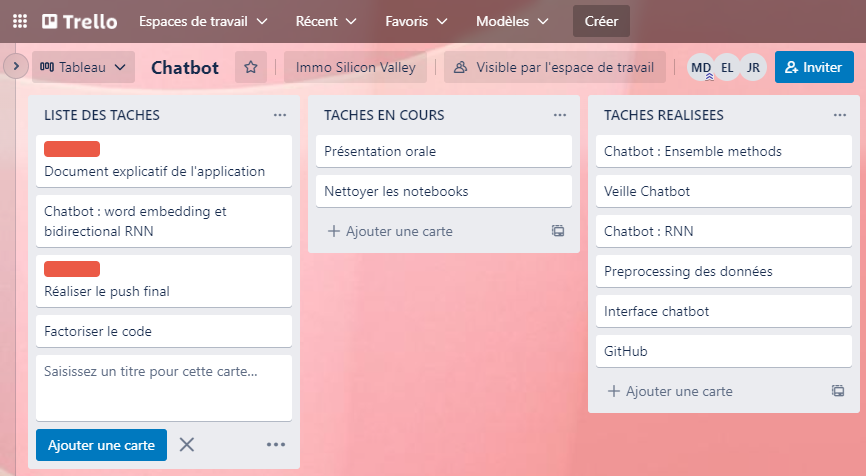 Trello Espaces de travail Récent Favoris Modèles Créer
Tableau Chatbot Immo Silicon Valley Visible par l'espace de travail MD EL JR Inviter
LISTE DES TACHES
Document explicatif de l'application
Chatbot : word embedding et
bidirectional RNN
Réaliser le push final
Factoriser le code
Saisissez un titre pour cette carte...
Ajouter une carte
TACHES EN COURS
Présentation orale
Nettoyer les notebooks
Ajouter une carte
TACHES REALISEES
Chatbot : Ensemble methods
Veille Chatbot
Chatbot : RNN
Preprocessing des données
Interface chatbot
GitHub
Ajouter une carte